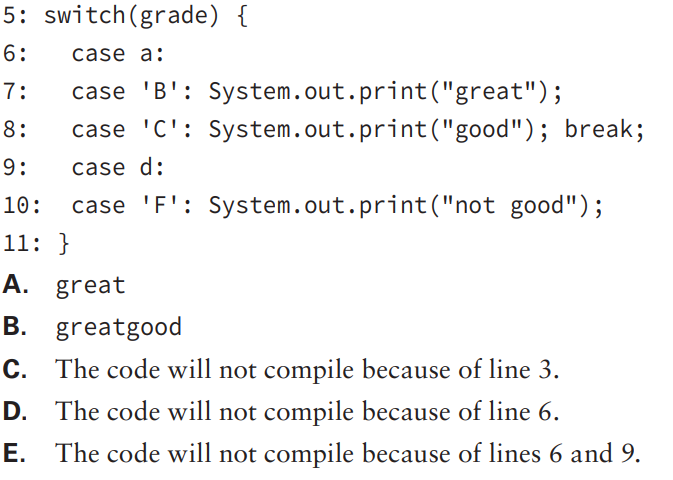 5: switch(grade) {
6: case a:
7: case 'B': System.out.print("great");
8: case 'C': System.out.print("good"); break;
9: case d:
10: case 'F': System.out.print("not good");
11: }
A. great
B. greatgood
C. The code will not compile because of line 3.
D. The code will not compile because of line 6.
E. The code will not compile because of lines 6 and 9.